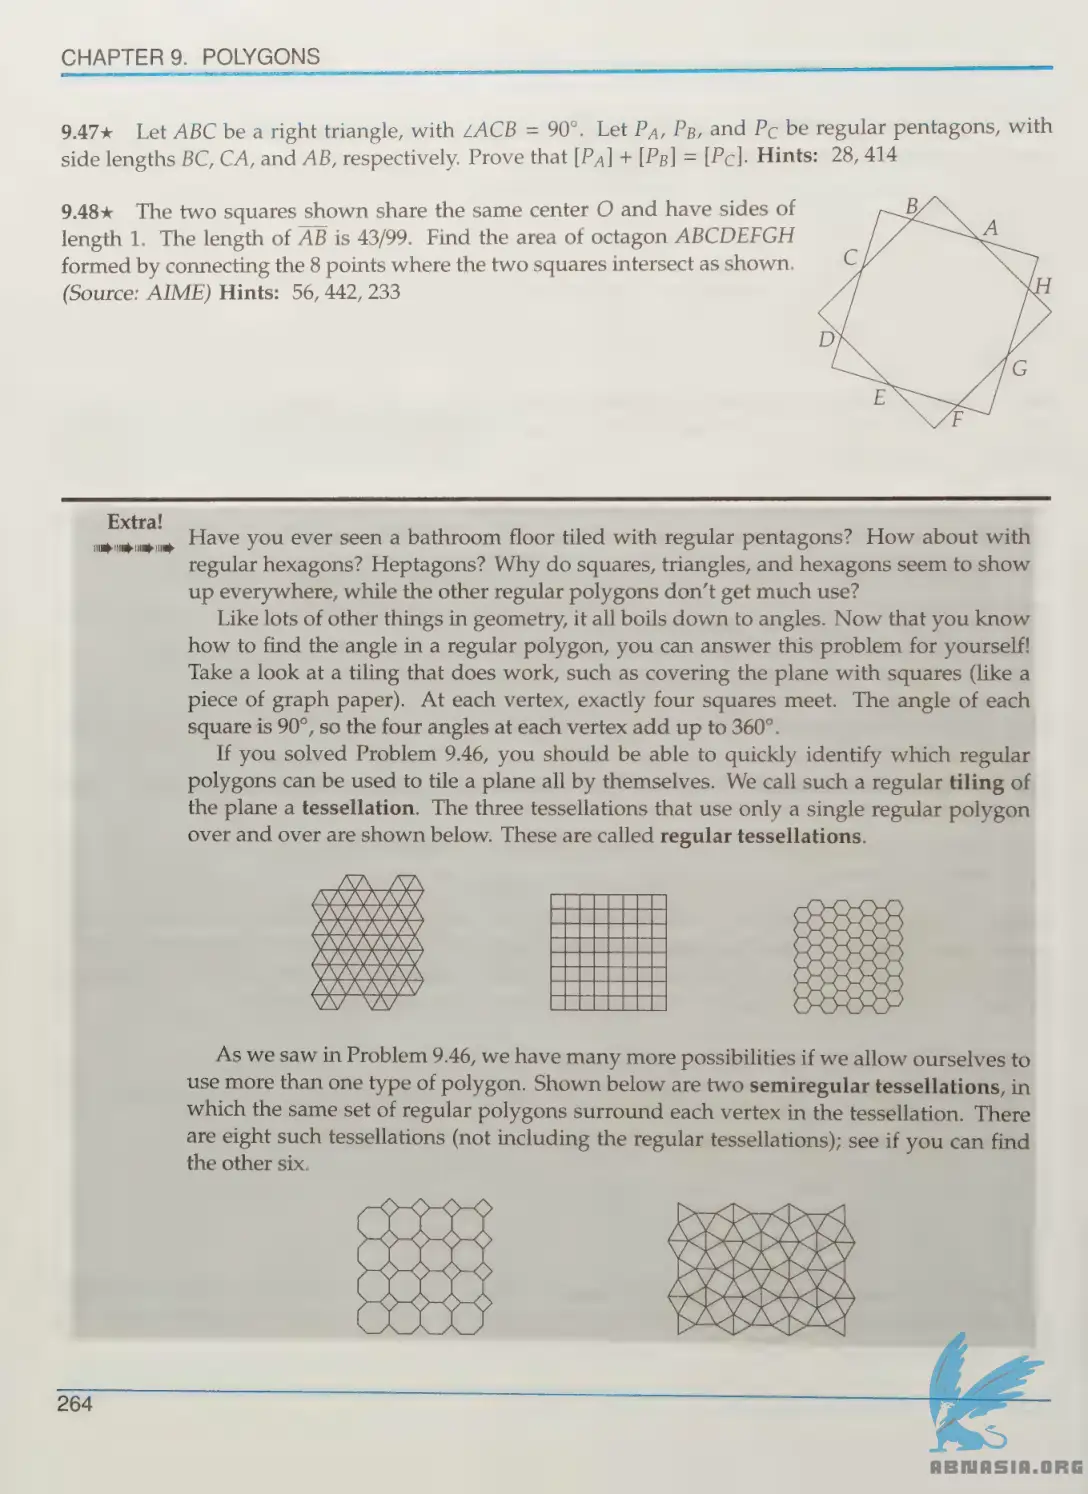 CHAPTER 9. POLYGONS
9.47★ Let ABC be a right triangle, with ∠ACB = 90°. Let P_A, P_B, and P_C be regular pentagons, with
side lengths BC, CA, and AB, respectively. Prove that [P_A] + [P_B] = [P_C]. Hints: 28, 414
9.48★ The two squares shown share the same center O and have sides of
length 1. The length of A̅B̅ is 43/99. Find the area of octagon ABCDEFGH
formed by connecting the 8 points where the two squares intersect as shown.
(Source: AIME) Hints: 56, 442, 233
B
A
C
H
D
G
E
F
Extra!
Have you ever seen a bathroom floor tiled with regular pentagons? How about with
regular hexagons? Heptagons? Why do squares, triangles, and hexagons seem to show
up everywhere, while the other regular polygons don't get much use?
Like lots of other things in geometry, it all boils down to angles. Now that you know
how to find the angle in a regular polygon, you can answer this problem for yourself!
Take a look at a tiling that does work, such as covering the plane with squares (like a
piece of graph paper). At each vertex, exactly four squares meet. The angle of each
square is 90°, so the four angles at each vertex add up to 360°.
If you solved Problem 9.46, you should be able to quickly identify which regular
polygons can be used to tile a plane all by themselves. We call such a regular tiling of
the plane a tessellation. The three tessellations that use only a single regular polygon
over and over are shown below. These are called regular tessellations.
As we saw in Problem 9.46, we have many more possibilities if we allow ourselves to
use more than one type of polygon. Shown below are two semiregular tessellations, in
which the same set of regular polygons surround each vertex in the tessellation. There
are eight such tessellations (not including the regular tessellations); see if you can find
the other six.
264
ABNASIA.ORG